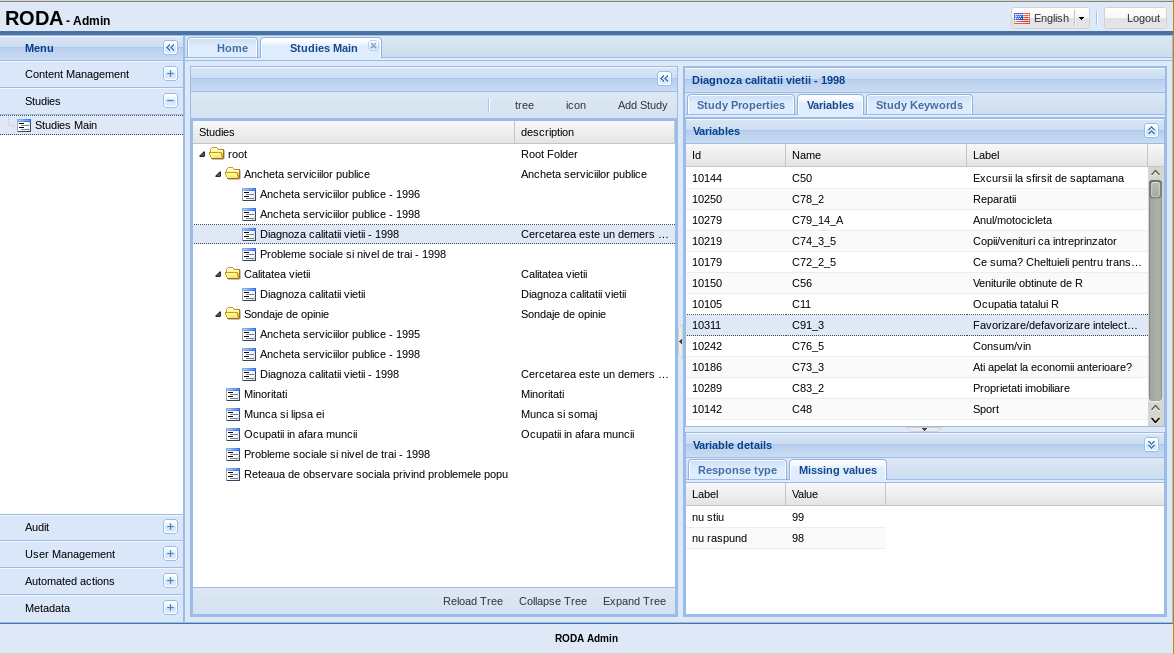 RODA - Admin
English
Logout
Menu
Content Management
Studies
Studies Main
Audit
User Management
Automated actions
Metadata
Home
Studies Main
tree icon Add Study
Studies description
root Root Folder
Ancheta serviciilor publice Ancheta serviciilor publice
Ancheta serviciilor publice - 1996
Ancheta serviciilor publice - 1998
Diagnoza calitatii vietii - 1998 Cercetarea este un demers ...
Probleme sociale si nivel de trai - 1998
Calitatea vietii Calitatea vietii
Diagnoza calitatii vietii Diagnoza calitatii vietii
Sondaje de opinie Sondaje de opinie
Ancheta serviciilor publice - 1995
Ancheta serviciilor publice - 1998
Diagnoza calitatii vietii - 1998 Cercetarea este un demers ...
Minoritati Minoritati
Munca si lipsa ei Munca si somaj
Ocupatii in afara muncii Ocupatii in afara muncii
Probleme sociale si nivel de trai - 1998
Reteaua de observare sociala privind problemele popu
Reload Tree Collapse Tree Expand Tree
Diagnoza calitatii vietii - 1998
Study Properties Variables Study Keywords
Variables
Id Name Label
10144 C50 Excursii la sfirsit de saptamana
10250 C78_2 Reparatii
10279 C79_14_A Anul/motocicleta
10219 C74_3_5 Copii/venituri ca intreprinzator
10179 C72_2_5 Ce suma? Cheltuieli pentru trans...
10150 C56 Veniturile obtinute de R
10105 C11 Ocupatia tatalui R
10311 C91_3 Favorizare/defavorizare intelect...
10242 C76_5 Consum/vin
10186 C73_3 Ati apelat la economii anterioare?
10289 C83_2 Proprietati imobiliare
10142 C48 Sport
Variable details
Response type Missing values
Label Value
nu stiu 99
nu raspund 98
RODA Admin